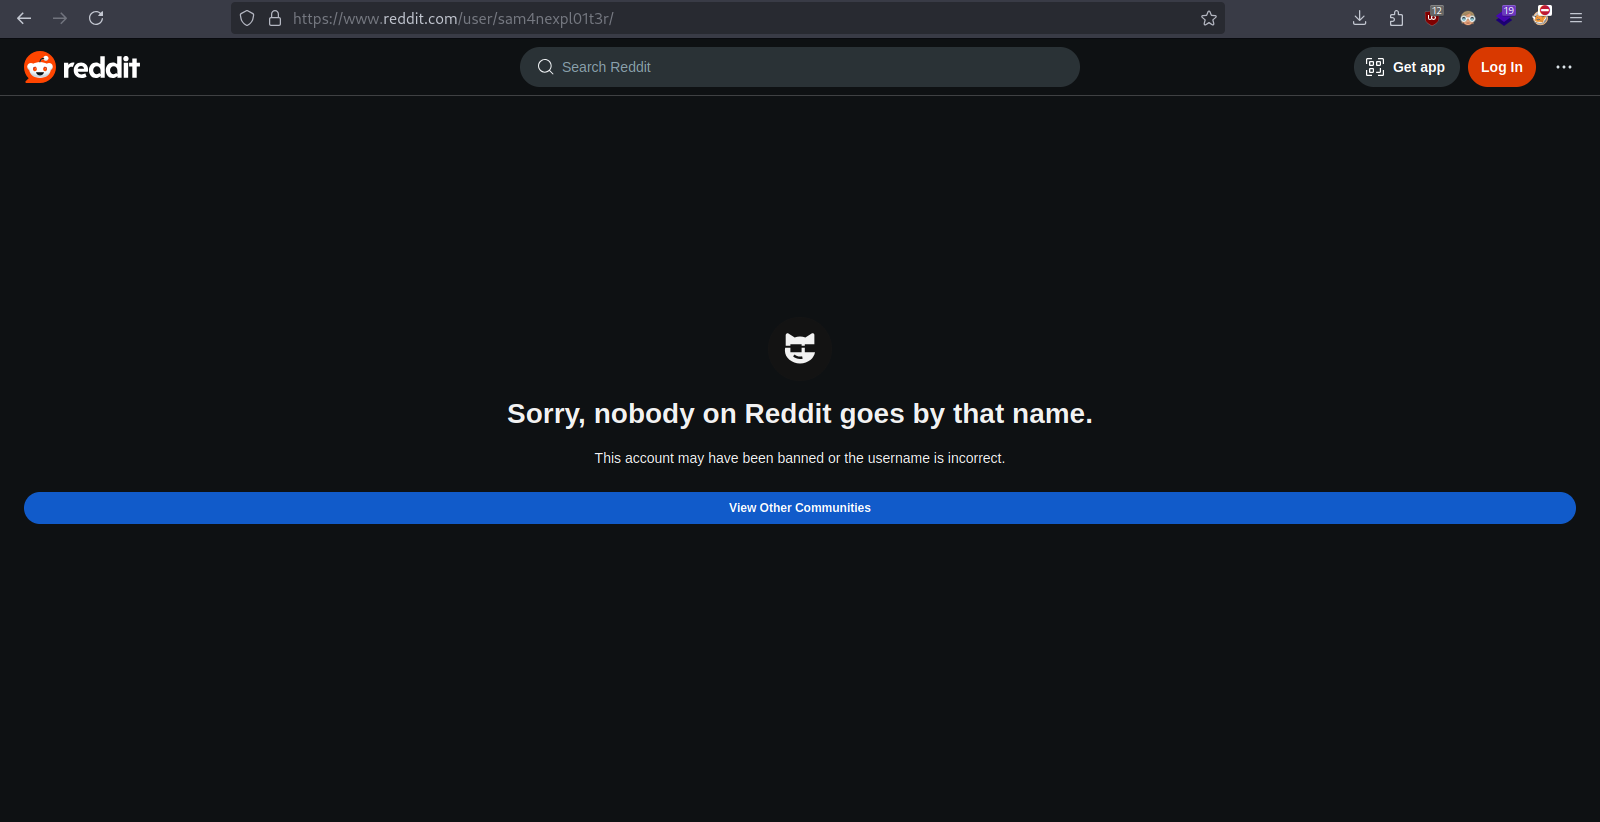 https://www.reddit.com/user/sam4nexpl01t3r/
12
19
reddit
Search Reddit
Get app
Log In
Sorry, nobody on Reddit goes by that name.
This account may have been banned or the username is incorrect.
View Other Communities